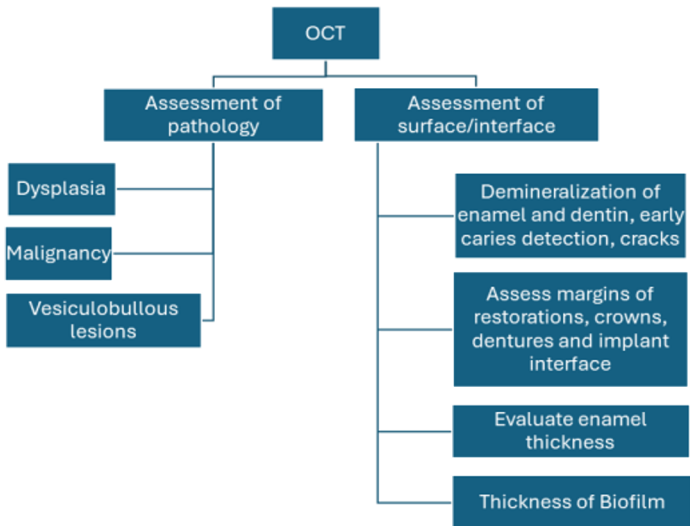 OCT
Assessment of
pathology
Assessment of
surface/interface
Dysplasia
Malignancy
Vesiculobullous
lesions
Demineralization of
enamel and dentin, early
caries detection, cracks
Assess margins of
restorations, crowns,
dentures and implant
interface
Evaluate enamel
thickness
Thickness of Biofilm